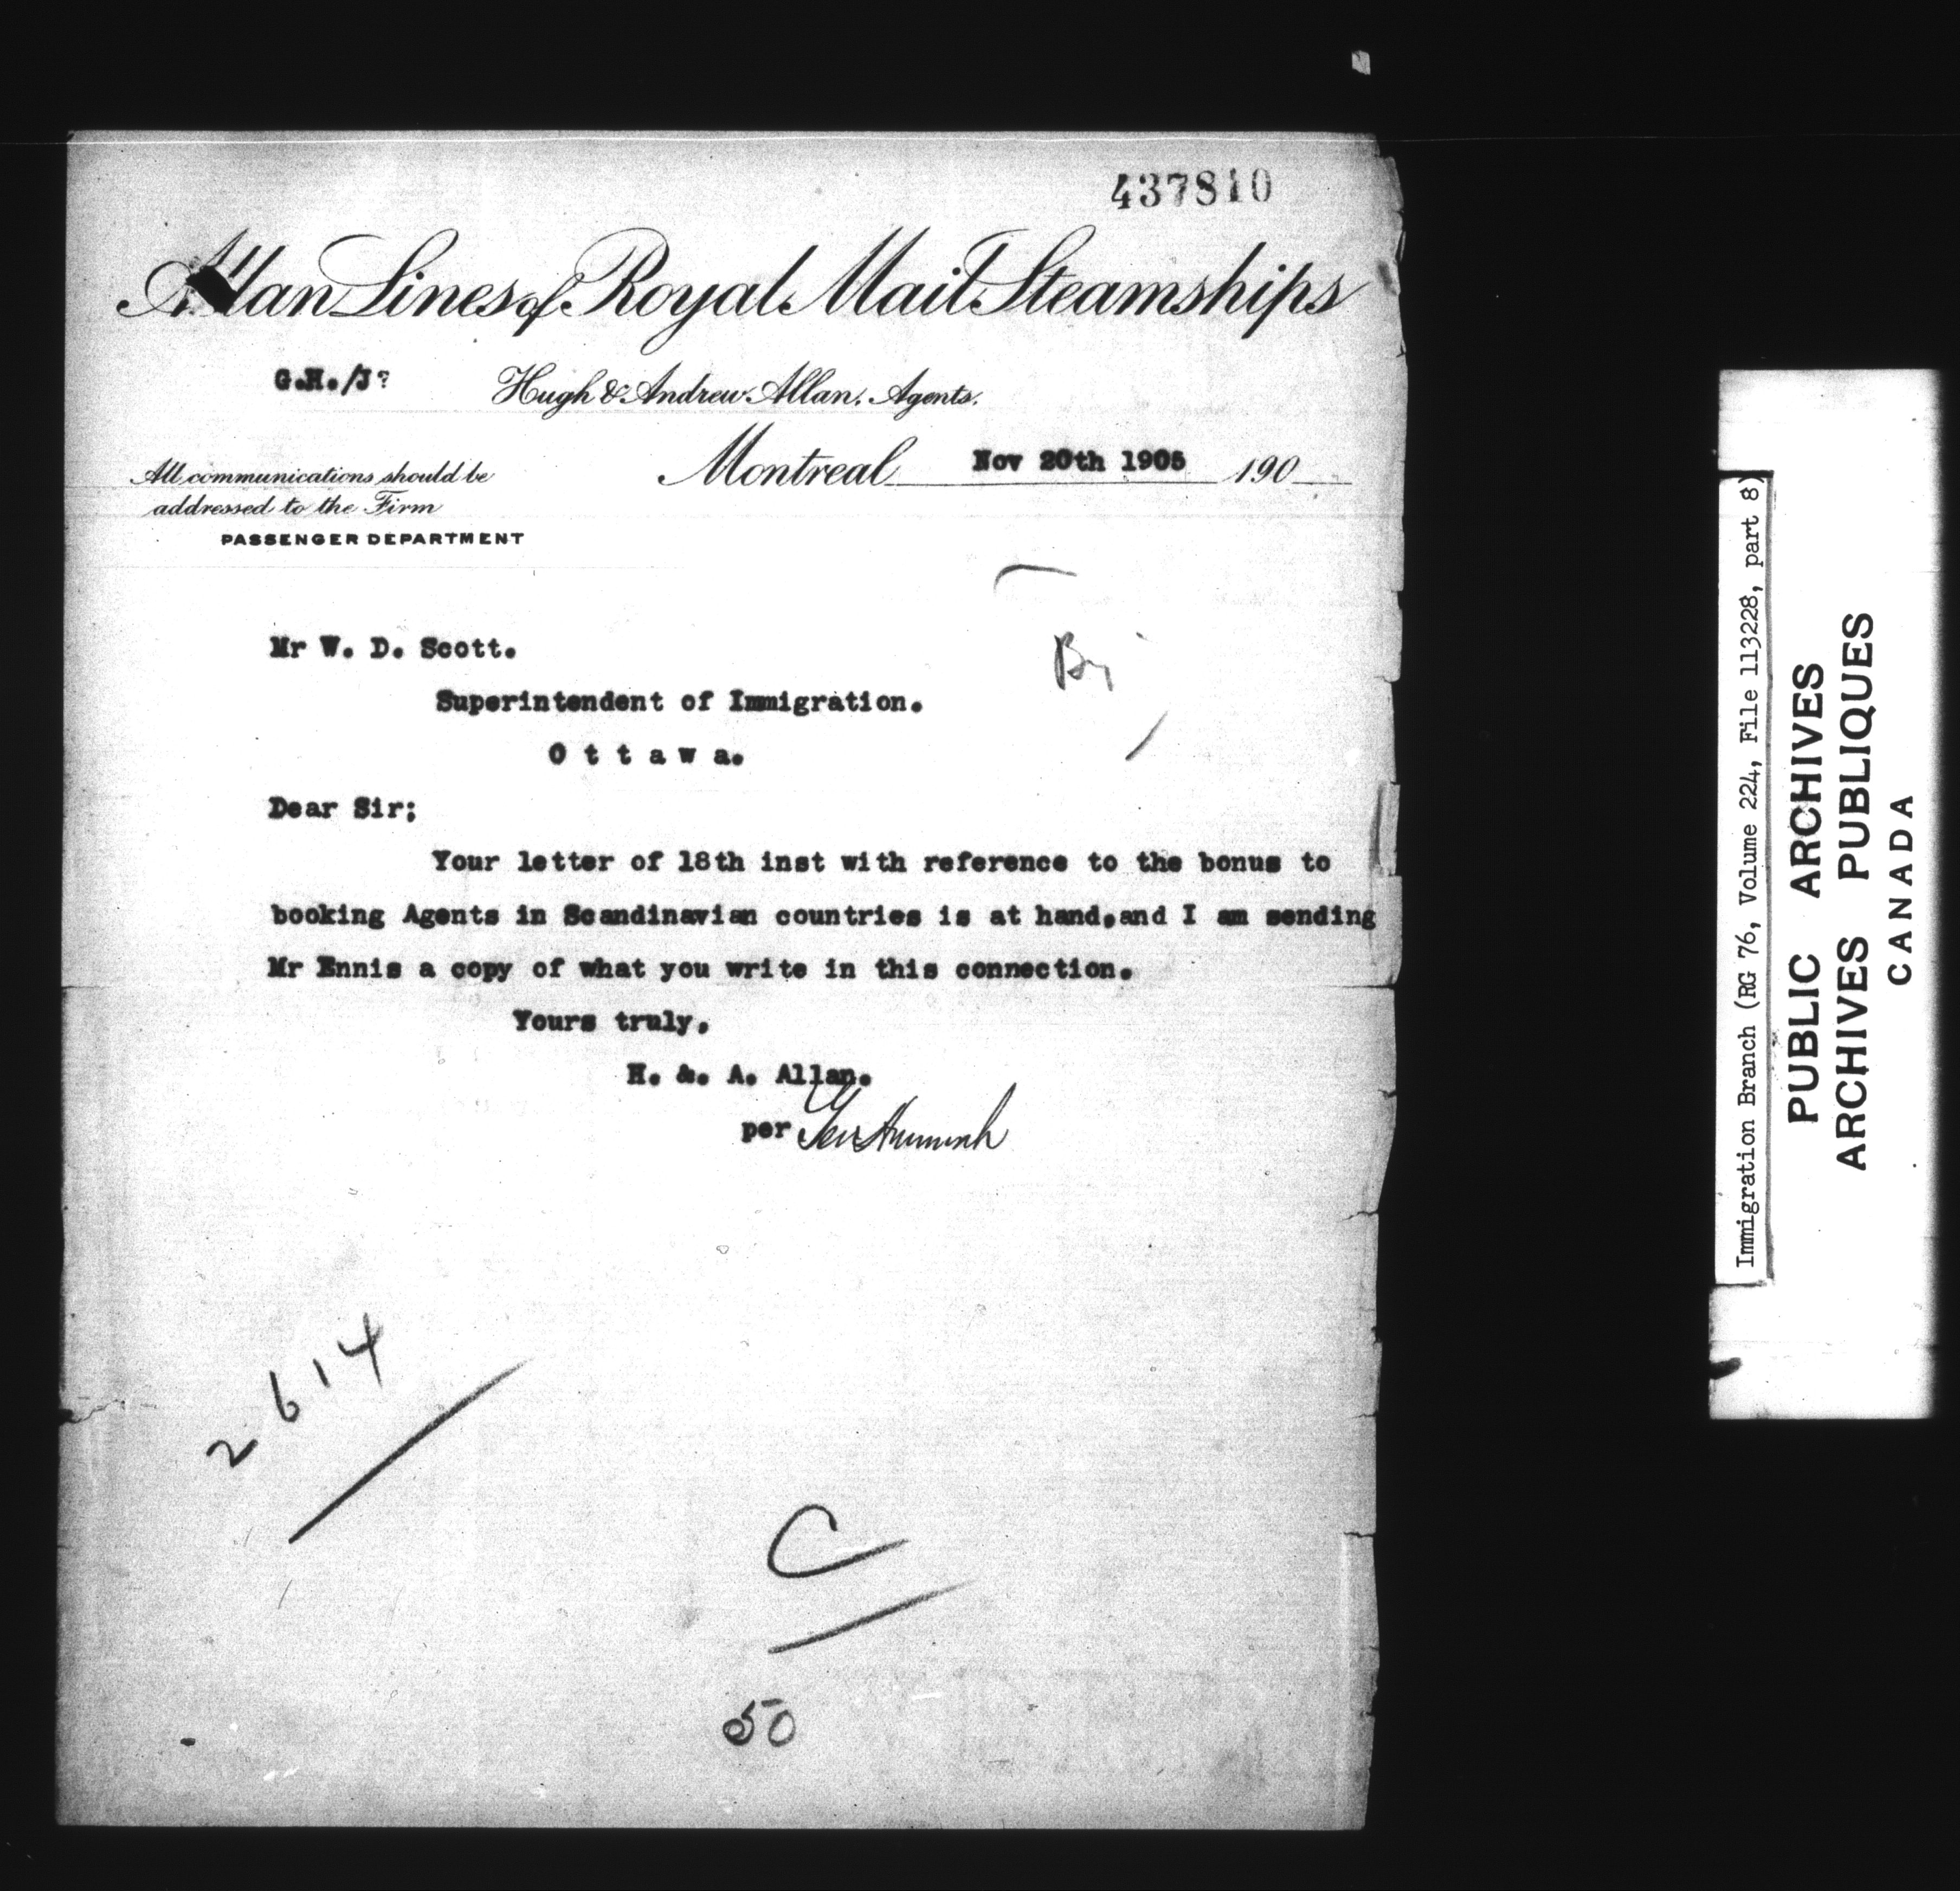 437810
Allan Lines of Royal Mail Steamships
G.H./J?
Hugh & Andrew Allan, Agents.
Montreal Nov 20th 1905 190
All communications should be
addressed to the Firm
PASSENGER DEPARTMENT
Mr W. D. Scott.
Superintendent of Immigration.
O t t a w a.
Dear Sir;
Your letter of 18th inst with reference to the bonus to
booking Agents in Scandinavian countries is at hand,and I am sending
Mr Ennis a copy of what you write in this connection.
Yours truly,
H. &. A. Allan.
per
2614
C
50
Immigration Branch (RG 76, Volume 224, File 113228, part 8)
PUBLIC ARCHIVES
ARCHIVES PUBLIQUES
CANADA